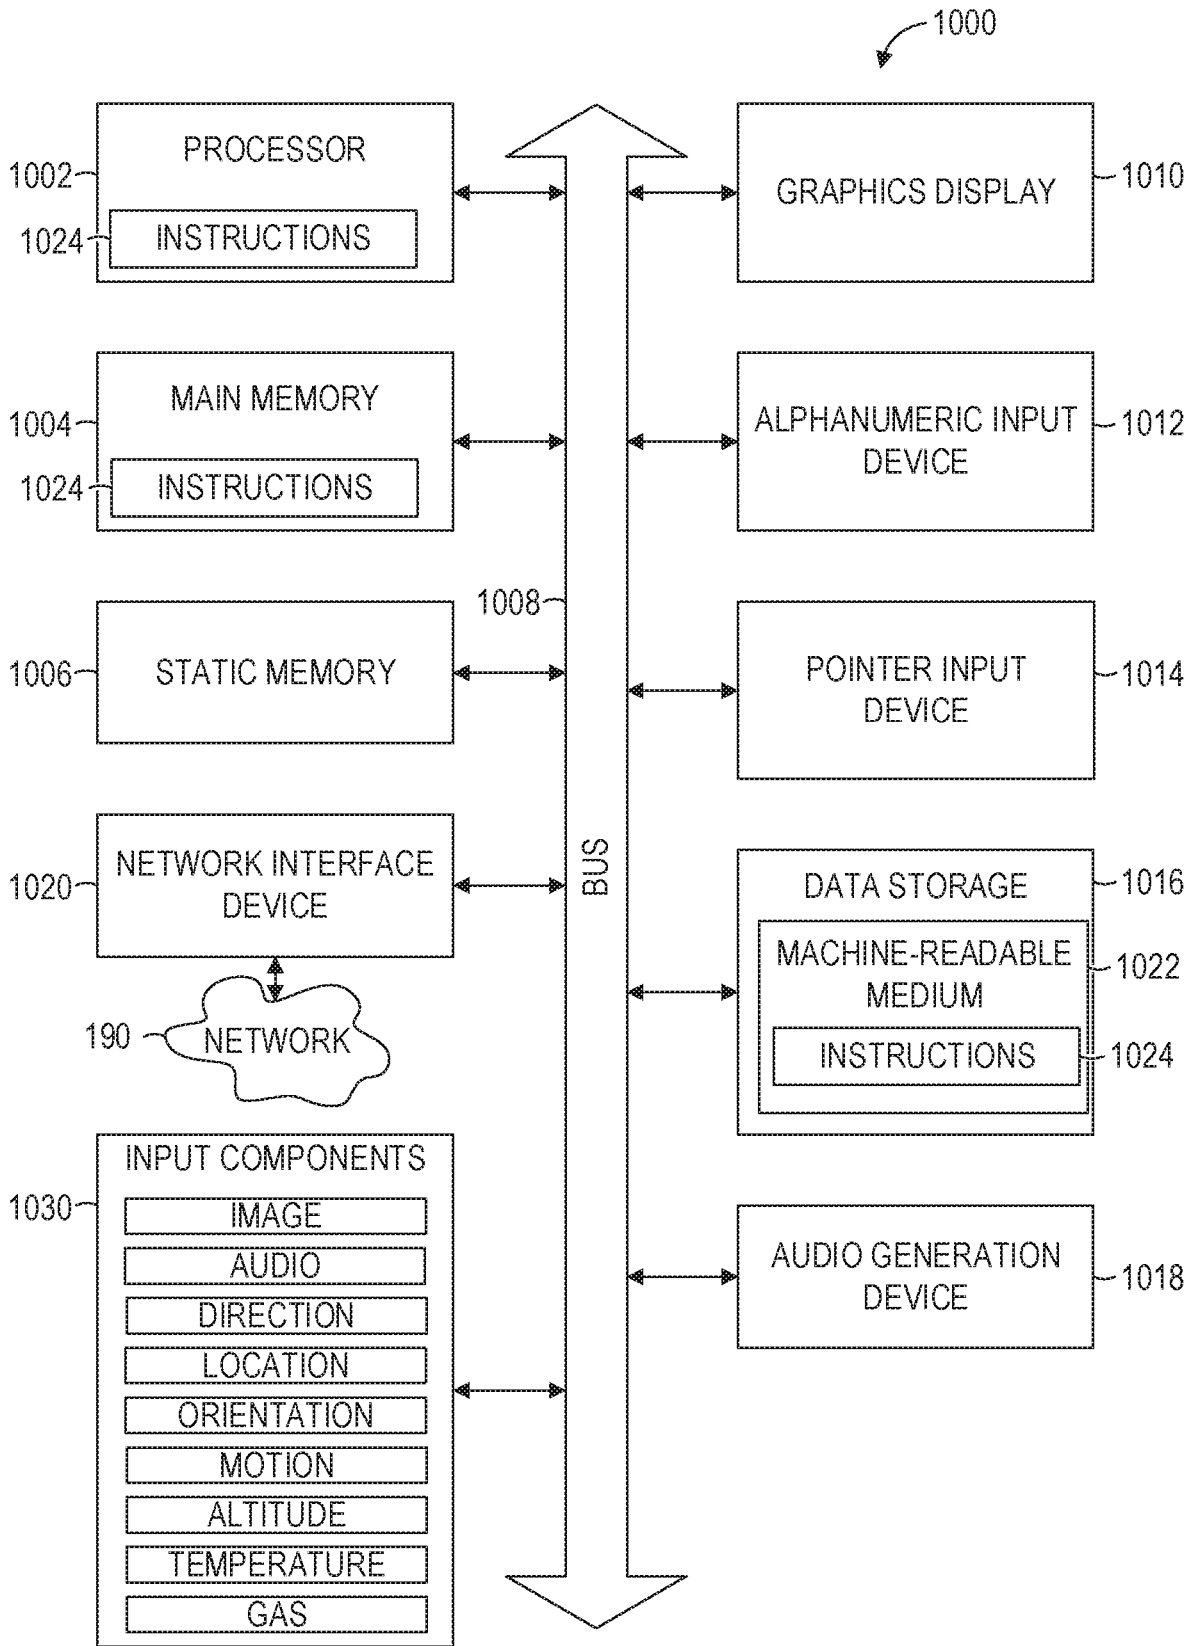 1000
PROCESSOR
1002
1024
INSTRUCTIONS
MAIN MEMORY
1004
1024
INSTRUCTIONS
1008
STATIC MEMORY
1006
NETWORK INTERFACE
DEVICE
1020
190
NETWORK
INPUT COMPONENTS
1030
IMAGE
AUDIO
DIRECTION
LOCATION
ORIENTATION
MOTION
ALTITUDE
TEMPERATURE
GAS
BUS
GRAPHICS DISPLAY
1010
ALPHANUMERIC INPUT
DEVICE
1012
POINTER INPUT
DEVICE
1014
DATA STORAGE
1016
MACHINE-READABLE
MEDIUM
1022
INSTRUCTIONS
1024
AUDIO GENERATION
DEVICE
1018